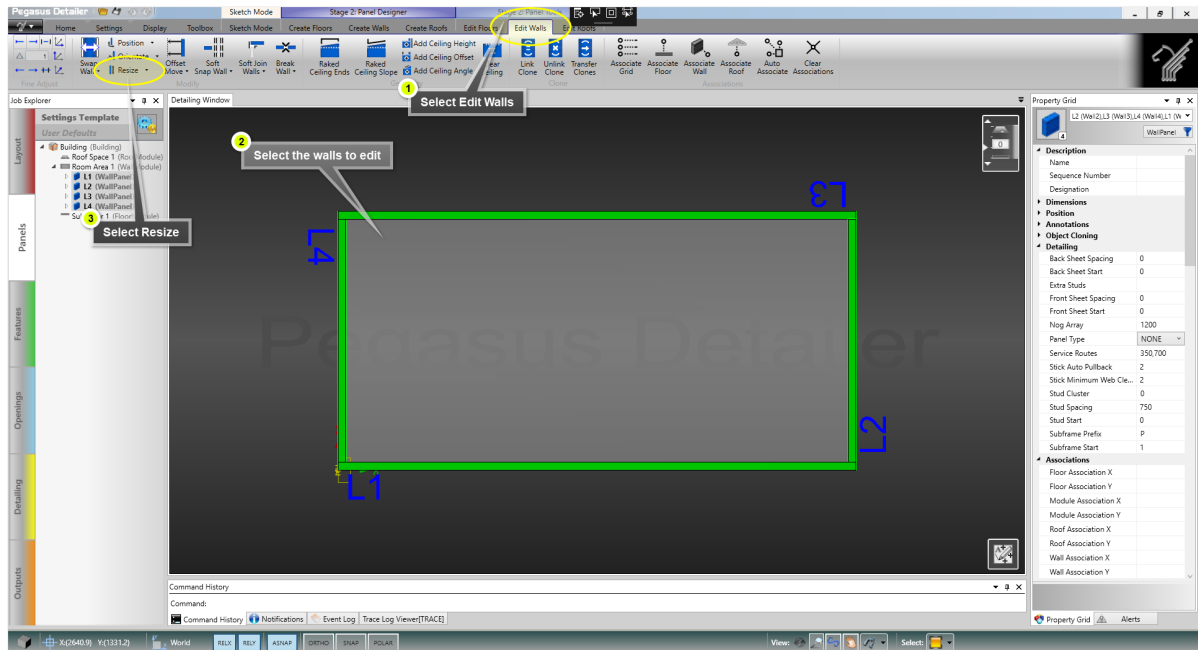 Pegasus Detailer
Sketch Mode
Stage 2: Panel Designer
Home Settings Display Toolbox Sketch Mode Create Floors Create Walls Create Roofs Edit Floors Edit Walls Edit Roofs
Position
Orientate
Resize
Swap Wall
Offset Move
Soft Snap Wall
Soft Join Walls
Break Wall
Raked Ceiling Ends
Raked Ceiling Slope
Add Ceiling Height
Add Ceiling Offset
Add Ceiling Angle
Link Clone
Unlink Clone
Transfer Clones
Associate Grid
Associate Floor
Associate Wall
Associate Roof
Auto Associate
Clear Associations
Fine Adjust
Modify
Clone
Associations
1
Select Edit Walls
2
Select the walls to edit
3
Select Resize
Job Explorer
Settings Template
User Defaults
Building (Building)
Roof Space 1
Room Area 1
L1 (WallPanel)
L2 (WallPanel)
L3 (WallPanel)
L4 (WallPanel)
Layout
Panels
Features
Openings
Detailing
Outputs
Detailing Window
0
L3
L4
Pegasus Detailer
L2
L1
Command History
Command:
Command History Notifications Event Log Trace Log Viewer[TRACE]
Property Grid
L2 (Wall2),L3 (Wall3),L4 (Wall4),L1 (W
4
WallPanel
Description
Name
Sequence Number
Designation
Dimensions
Position
Annotations
Object Cloning
Detailing
Back Sheet Spacing 0
Back Sheet Start 0
Extra Studs
Front Sheet Spacing 0
Front Sheet Start 0
Nog Array 1200
Panel Type NONE
Service Routes 350,700
Stick Auto Pullback 2
Stick Minimum Web Cle... 2
Stud Cluster 0
Stud Spacing 750
Stud Start 0
Subframe Prefix P
Subframe Start 1
Associations
Floor Association X
Floor Association Y
Module Association X
Module Association Y
Roof Association X
Roof Association Y
Wall Association X
Wall Association Y
Property Grid Alerts
X:(2640.9) Y:(1331.2) World RELX RELY ASNAP ORTHO SNAP POLAR View: Select: